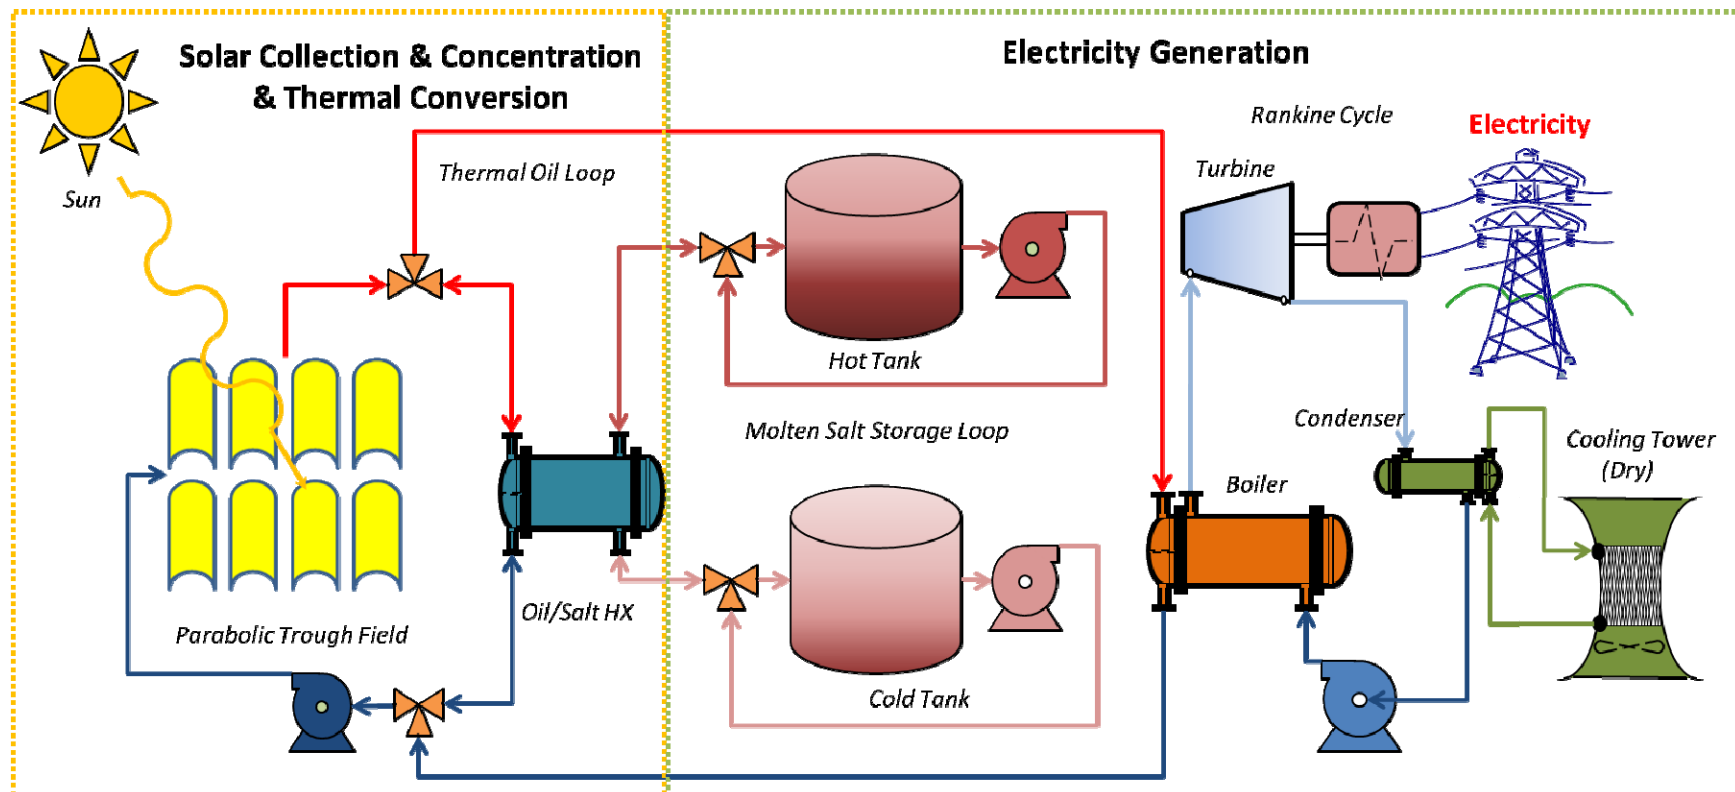 Solar Collection & Concentration
& Thermal Conversion
Electricity Generation
Sun
Thermal Oil Loop
Rankine Cycle
Electricity
Turbine
Hot Tank
Molten Salt Storage Loop
Condenser
Cooling Tower
(Dry)
Boiler
Oil/Salt HX
Parabolic Trough Field
Cold Tank